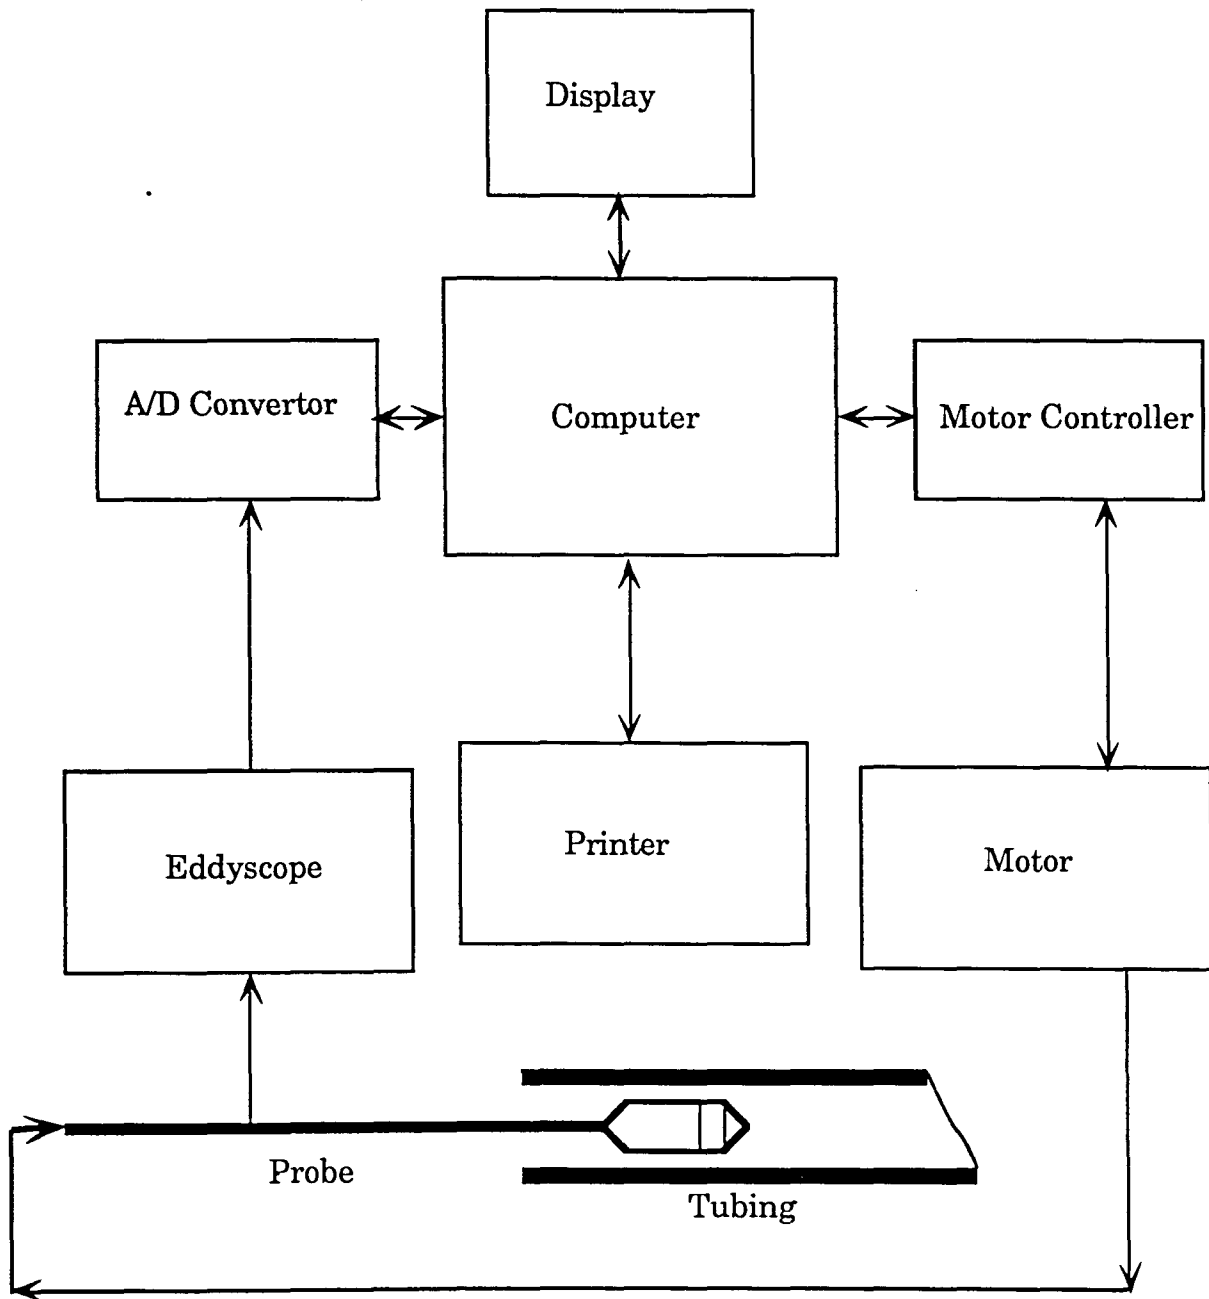 Display
A/D Convertor
Computer
Motor Controller
Eddyscope
Printer
Motor
Probe
Tubing